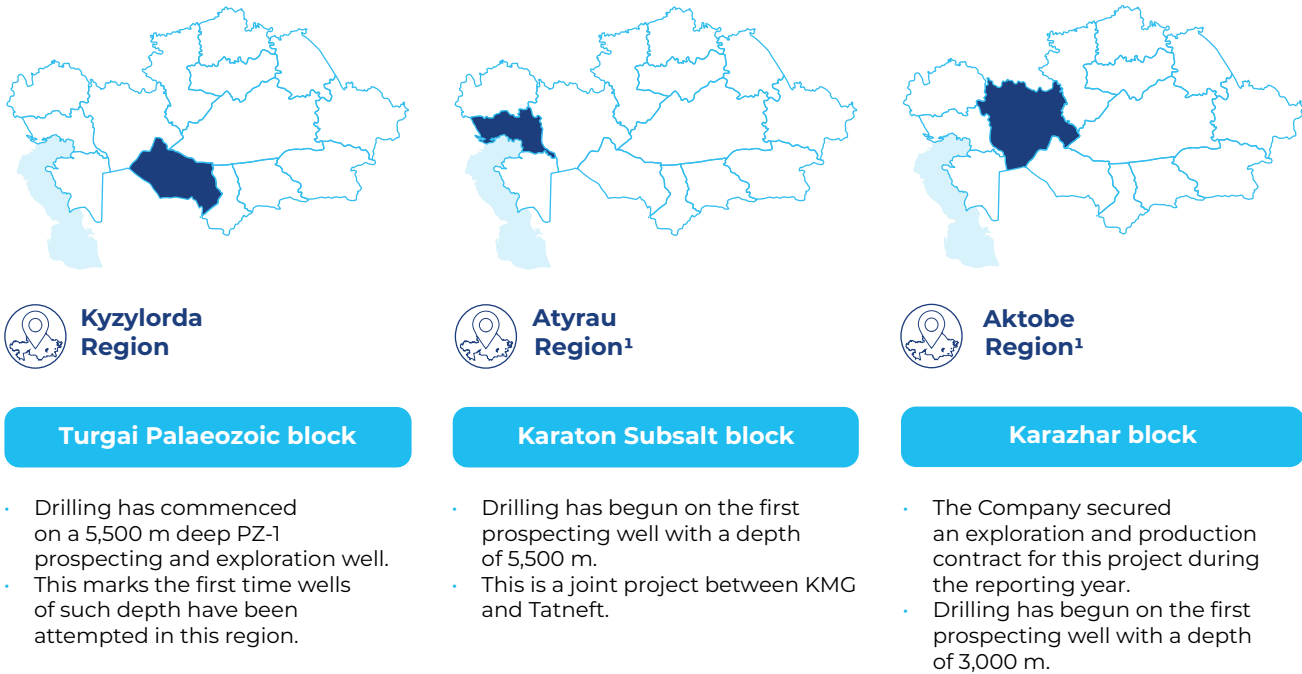 Kyzylorda
Region
Turgai Palaeozoic block
· Drilling has commenced
on a 5,500 m deep PZ-1
prospecting and exploration well.
· This marks the first time wells
of such depth have been
attempted in this region.
Atyrau
Region¹
Karaton Subsalt block
· Drilling has begun on the first
prospecting well with a depth
of 5,500 m.
· This is a joint project between KMG
and Tatneft.
Aktobe
Region¹
Karazhar block
· The Company secured
an exploration and production
contract for this project during
the reporting year.
· Drilling has begun on the first
prospecting well with a depth
of 3,000 m.